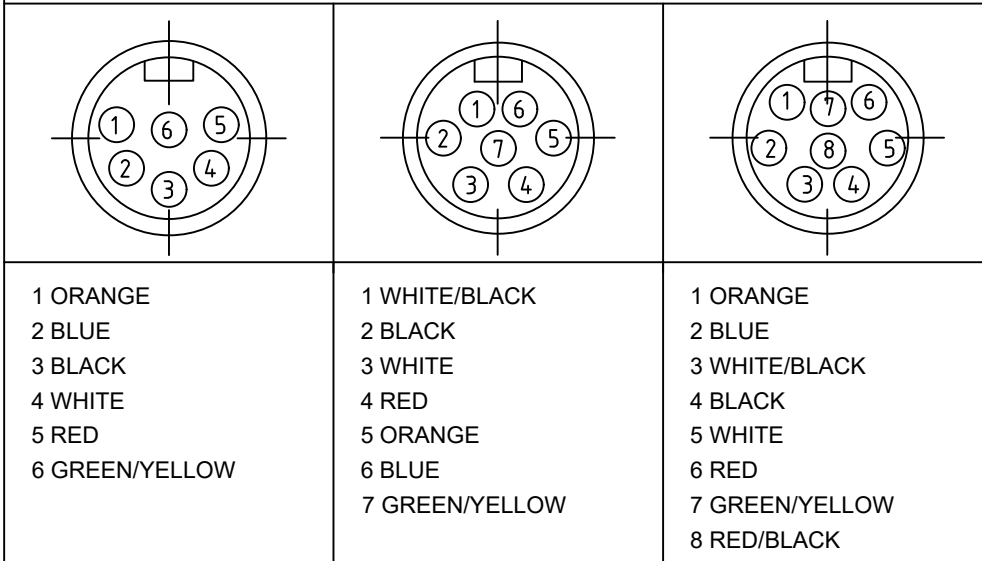 1 6 5
2 4
3
1 6
2 7 5
3 4
1 7 6
2 8 5
3 4
1 ORANGE
2 BLUE
3 BLACK
4 WHITE
5 RED
6 GREEN/YELLOW
1 WHITE/BLACK
2 BLACK
3 WHITE
4 RED
5 ORANGE
6 BLUE
7 GREEN/YELLOW
1 ORANGE
2 BLUE
3 WHITE/BLACK
4 BLACK
5 WHITE
6 RED
7 GREEN/YELLOW
8 RED/BLACK